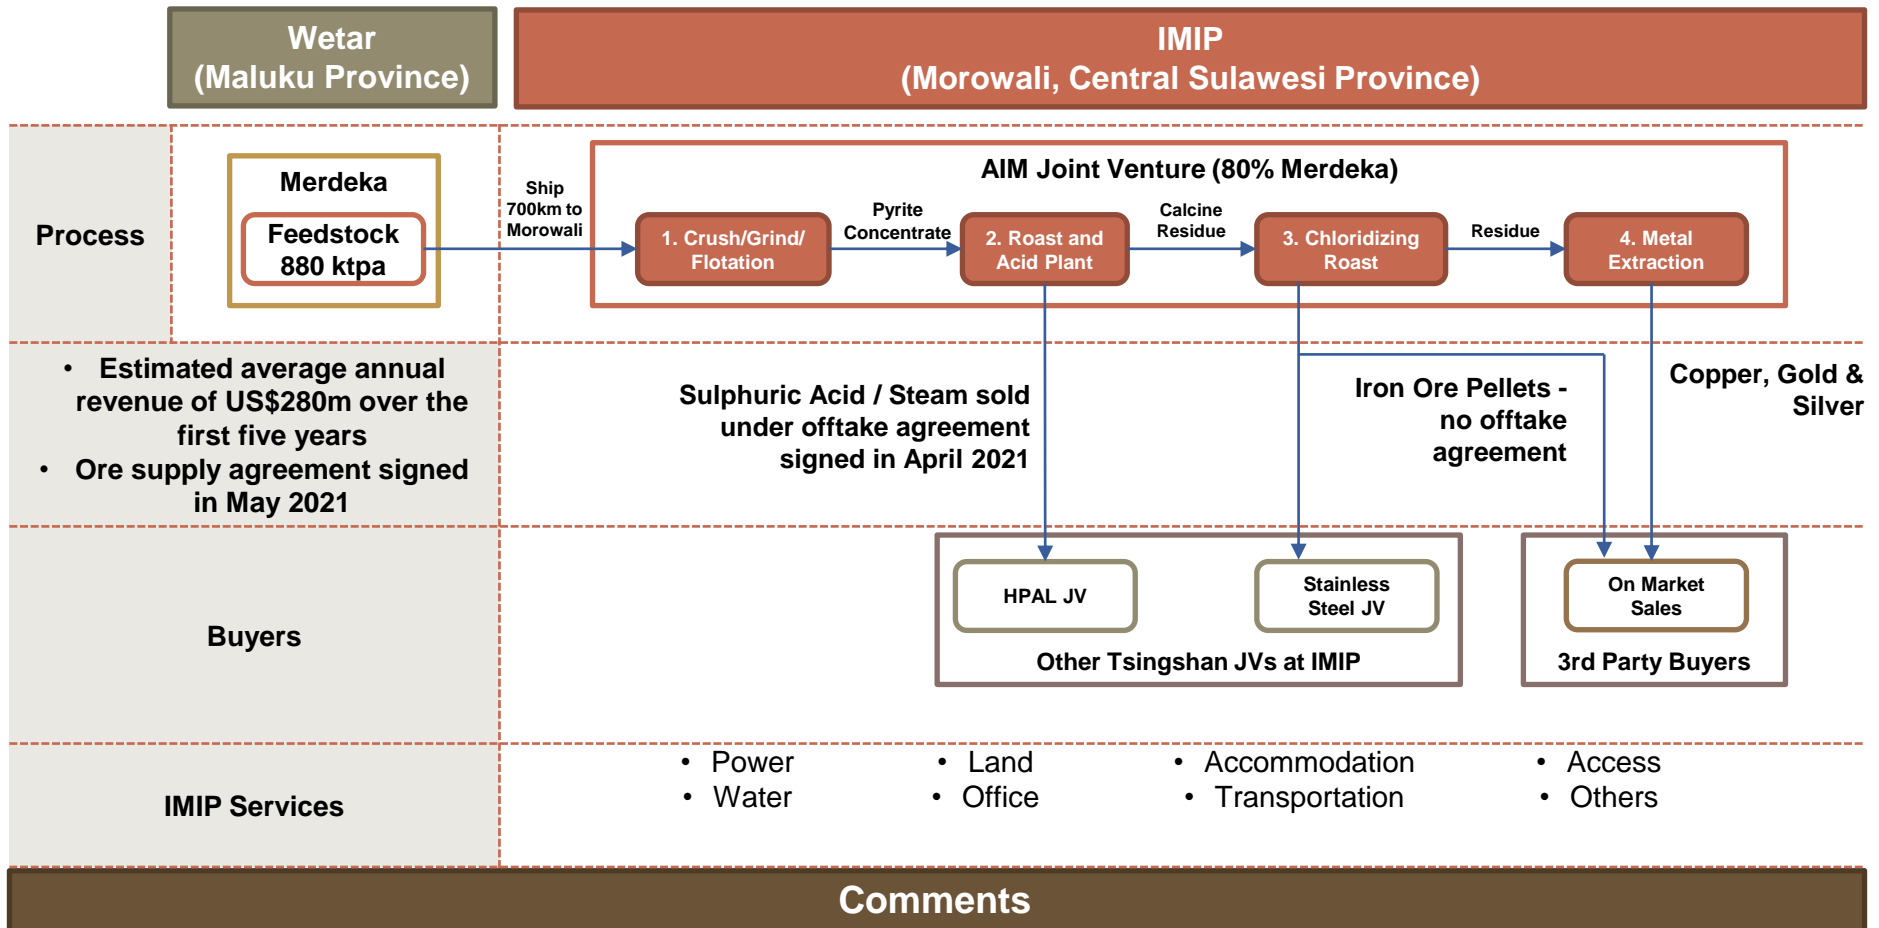 Wetar
(Maluku Province)
IMIP
(Morowali, Central Sulawesi Province)
Process
Merdeka
Feedstock
880 ktpa
Ship
700km to
Morowali
AIM Joint Venture (80% Merdeka)
1. Crush/Grind/
Flotation
Pyrite
Concentrate
2. Roast and
Acid Plant
Calcine
Residue
3. Chloridizing
Roast
Residue
4. Metal
Extraction
• Estimated average annual
revenue of US$280m over the
first five years
• Ore supply agreement signed
in May 2021
Sulphuric Acid / Steam sold
under offtake agreement
signed in April 2021
Iron Ore Pellets -
no offtake
agreement
Copper, Gold &
Silver
Buyers
HPAL JV
Stainless
Steel JV
Other Tsingshan JVs at IMIP
On Market
Sales
3rd Party Buyers
IMIP Services
• Power
• Water
• Land
• Office
• Accommodation
• Transportation
• Access
• Others
Comments